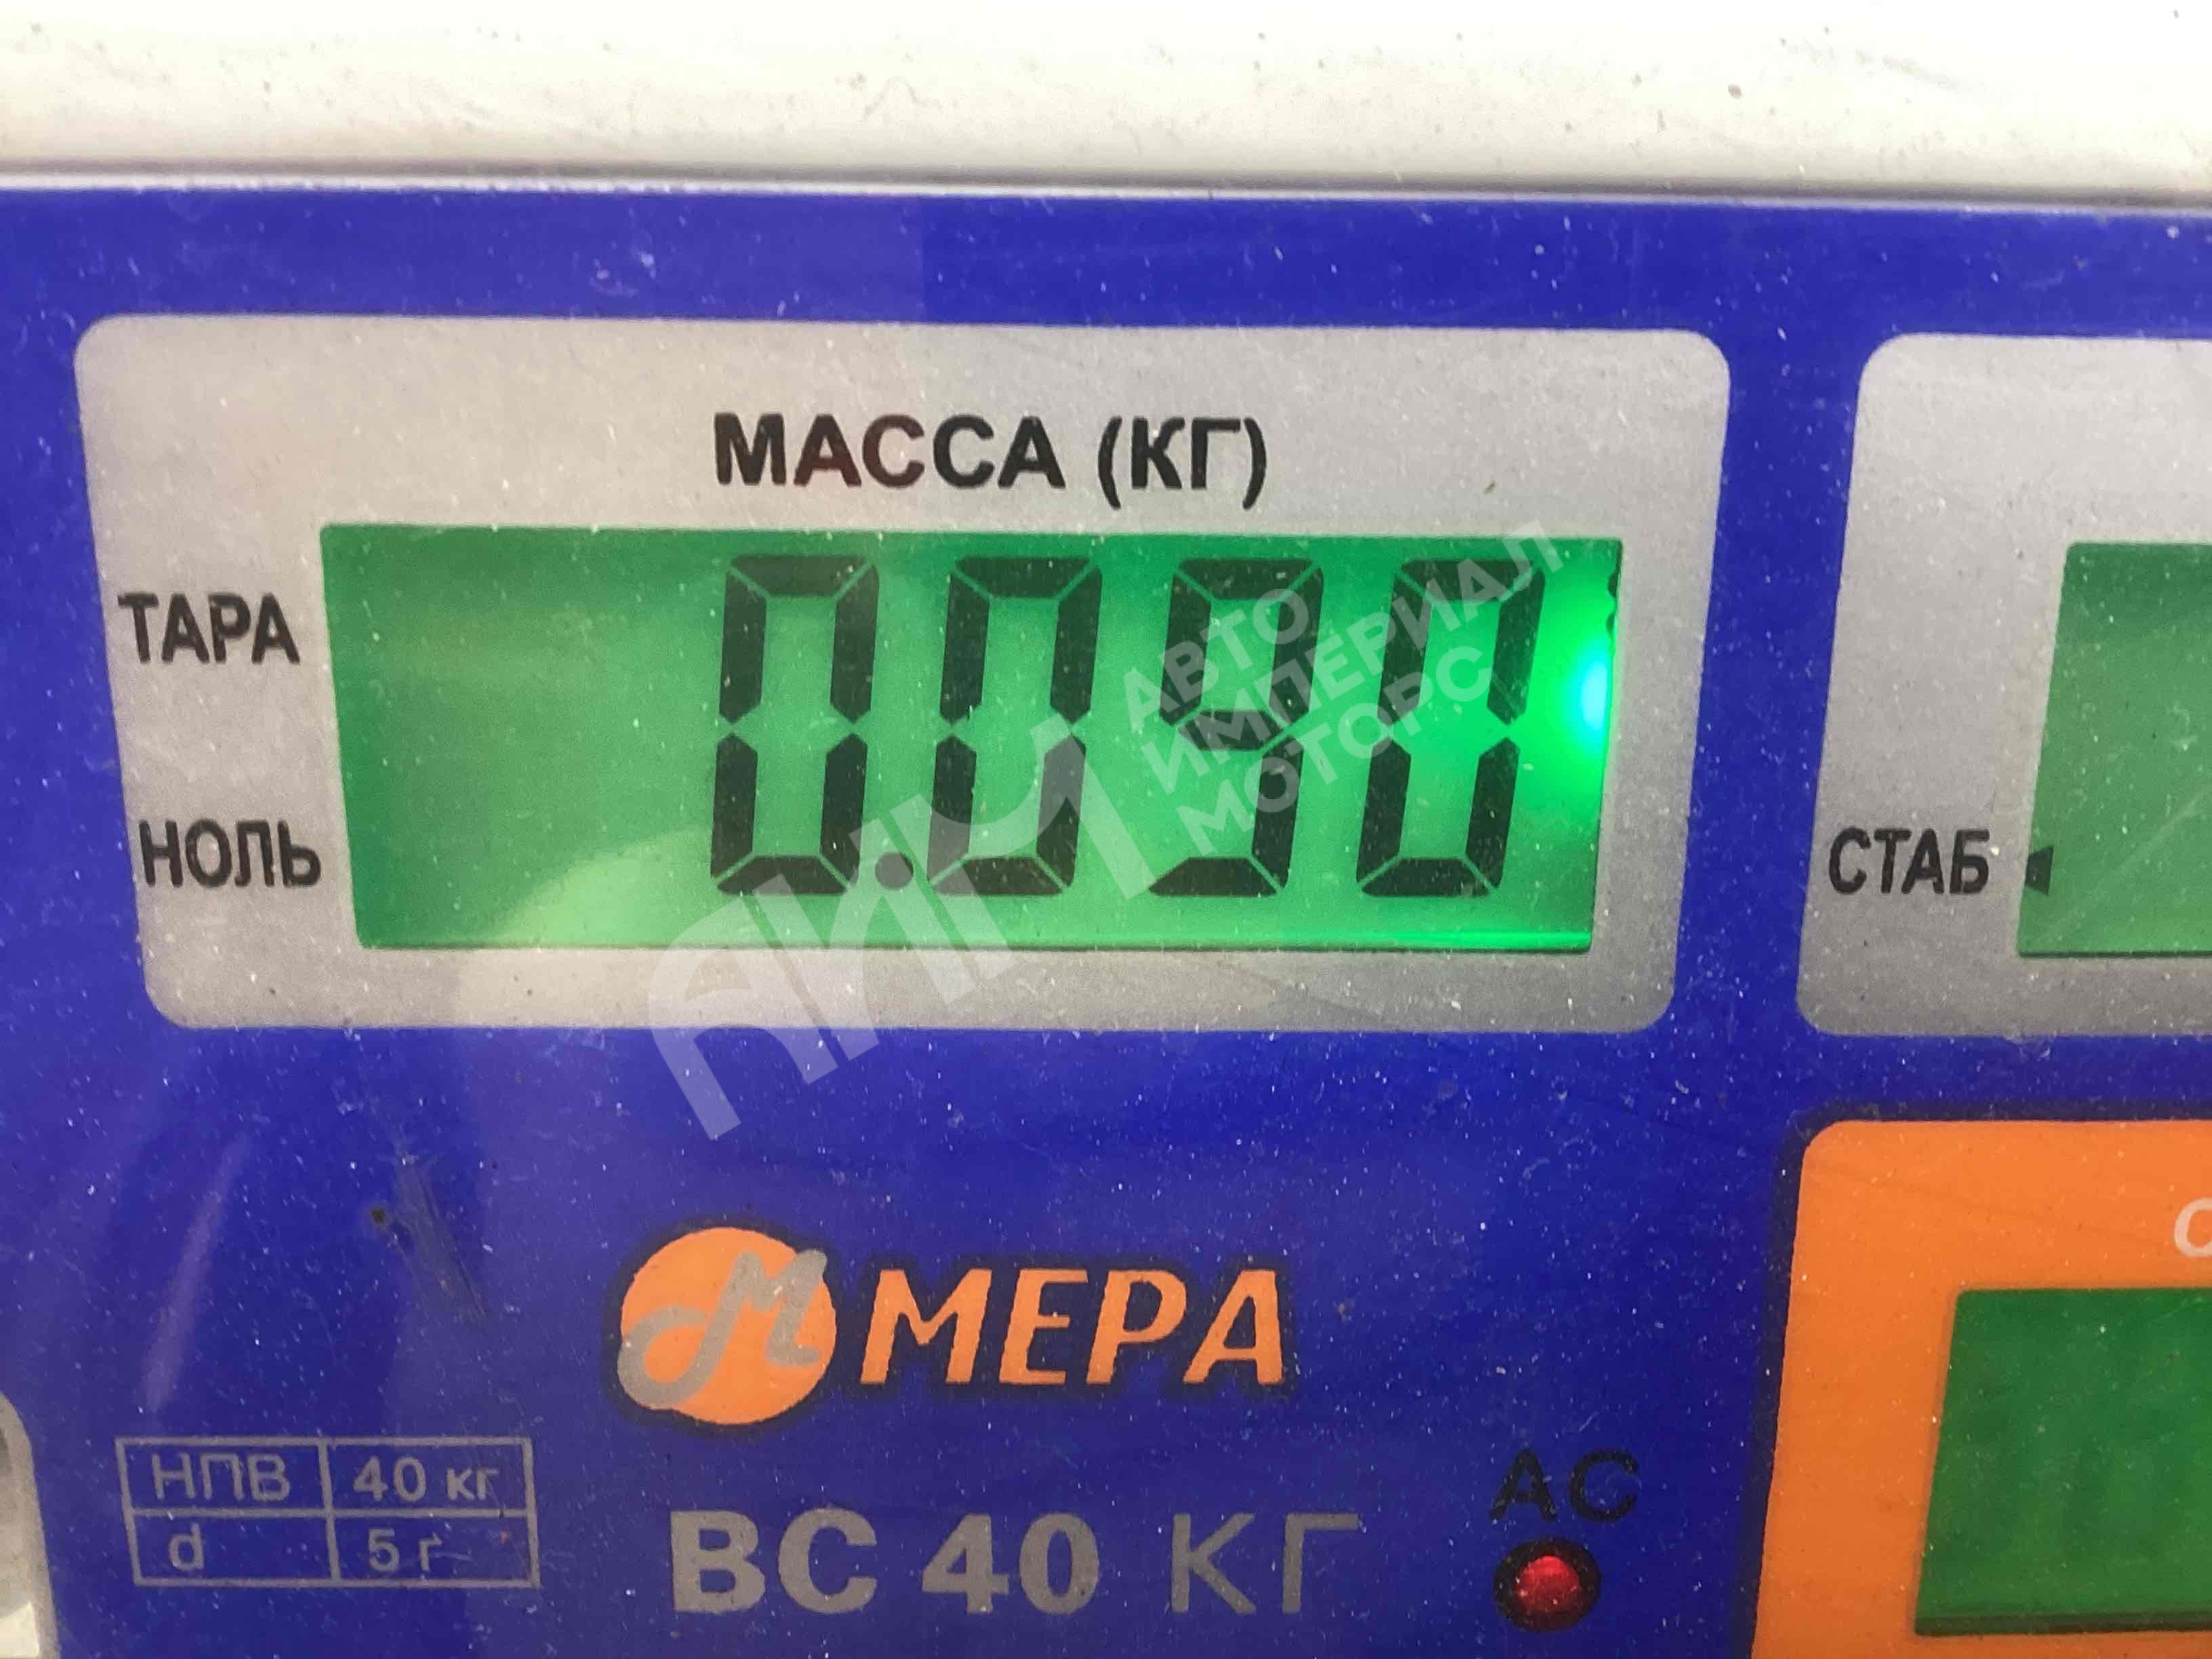 МАССА (КГ)
ТАРА
0.090
НОЛЬ
СТАБ
АВТО
ИМПЕРИАЛ
МОТОРС
АИМ
М МЕРА
НПВ 40 кг
d 5 г
ВС 40 КГ
AC